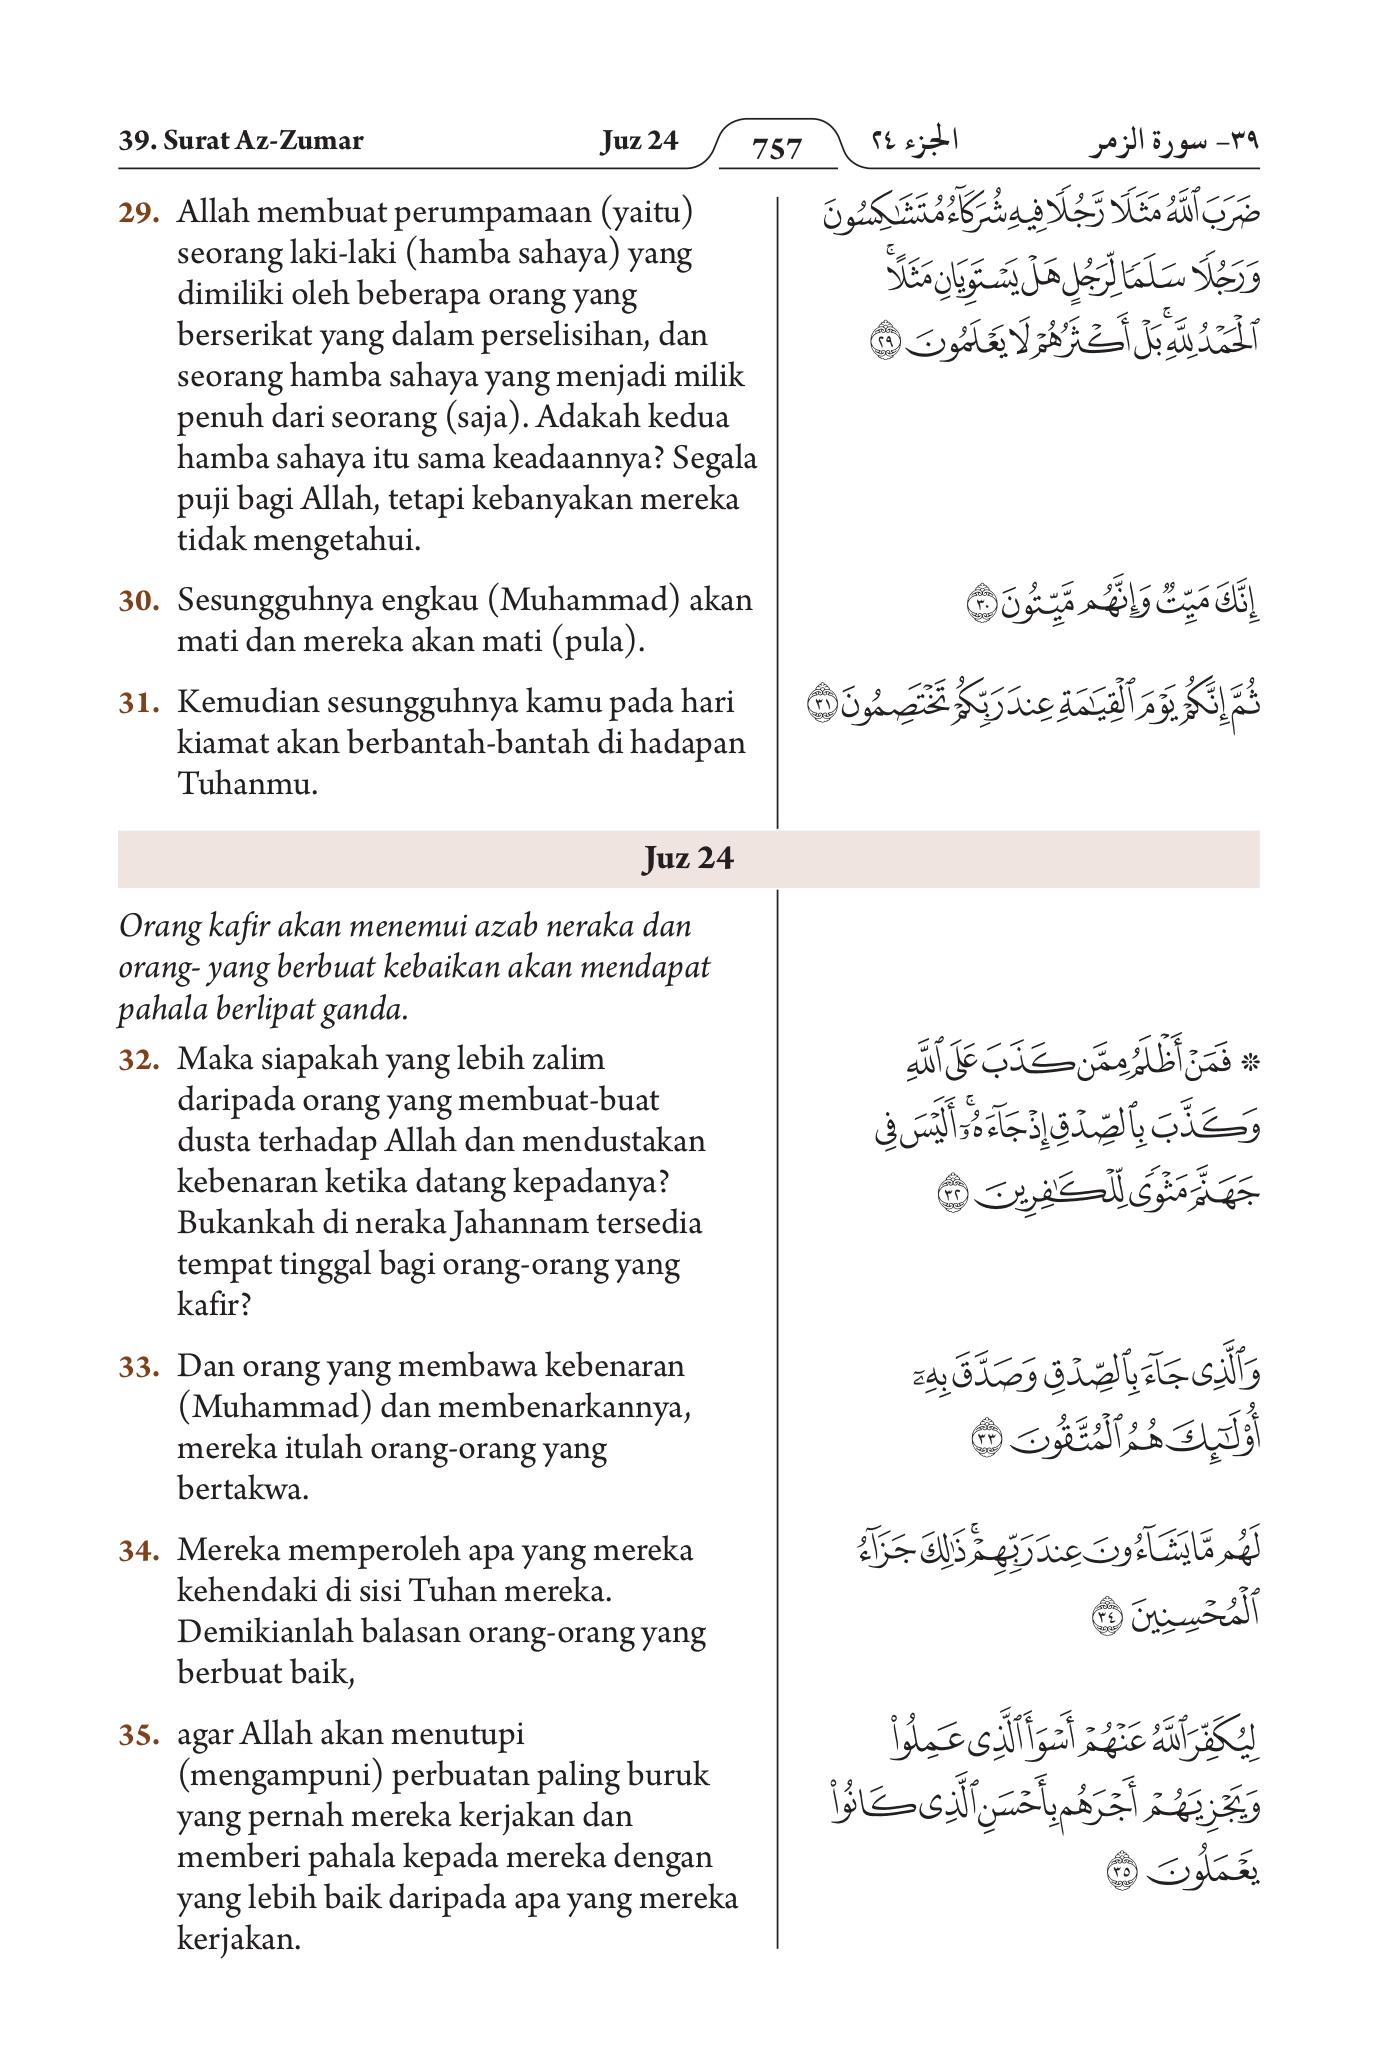 39. Surat Az-Zumar Juz 24 757 الجزء ٢٤ ٣٩- سورة الزمر
29. Allah membuat perumpamaan (yaitu)
seorang laki-laki (hamba sahaya) yang
dimiliki oleh beberapa orang yang
berserikat yang dalam perselisihan, dan
seorang hamba sahaya yang menjadi milik
penuh dari seorang (saja). Adakah kedua
hamba sahaya itu sama keadaannya? Segala
puji bagi Allah, tetapi kebanyakan mereka
tidak mengetahui.
ضَرَبَ ٱللَّهُ مَثَلًا رَّجُلًا فِيهِ شُرَكَآءُ مُتَشَٰكِسُونَ
وَرَجُلًا سَلَمًا لِّرَجُلٍ هَلْ يَسْتَوِيَانِ مَثَلًاۚ
ٱلْحَمْدُ لِلَّهِۚ بَلْ أَكْثَرُهُمْ لَا يَعْلَمُونَ ٢٩
30. Sesungguhnya engkau (Muhammad) akan
mati dan mereka akan mati (pula).
إِنَّكَ مَيِّتٌ وَإِنَّهُم مَّيِّتُونَ ٣٠
31. Kemudian sesungguhnya kamu pada hari
kiamat akan berbantah-bantah di hadapan
Tuhanmu.
ثُمَّ إِنَّكُمْ يَوْمَ ٱلْقِيَٰمَةِ عِندَ رَبِّكُمْ تَخْتَصِمُونَ ٣١
Juz 24
Orang kafir akan menemui azab neraka dan
orang- yang berbuat kebaikan akan mendapat
pahala berlipat ganda.
32. Maka siapakah yang lebih zalim
daripada orang yang membuat-buat
dusta terhadap Allah dan mendustakan
kebenaran ketika datang kepadanya?
Bukankah di neraka Jahannam tersedia
tempat tinggal bagi orang-orang yang
kafir?
* فَمَنْ أَظْلَمُ مِمَّن كَذَبَ عَلَى ٱللَّهِ
وَكَذَّبَ بِٱلصِّدْقِ إِذْ جَآءَهُۥٓۚ أَلَيْسَ فِى
جَهَنَّمَ مَثْوًى لِّلْكَٰفِرِينَ ٣٢
33. Dan orang yang membawa kebenaran
(Muhammad) dan membenarkannya,
mereka itulah orang-orang yang
bertakwa.
وَٱلَّذِى جَآءَ بِٱلصِّدْقِ وَصَدَّقَ بِهِۦٓ
أُوْلَٰٓئِكَ هُمُ ٱلْمُتَّقُونَ ٣٣
34. Mereka memperoleh apa yang mereka
kehendaki di sisi Tuhan mereka.
Demikianlah balasan orang-orang yang
berbuat baik,
لَهُم مَّا يَشَآءُونَ عِندَ رَبِّهِمْۚ ذَٰلِكَ جَزَآءُ
ٱلْمُحْسِنِينَ ٣٤
35. agar Allah akan menutupi
(mengampuni) perbuatan paling buruk
yang pernah mereka kerjakan dan
memberi pahala kepada mereka dengan
yang lebih baik daripada apa yang mereka
kerjakan.
لِيُكَفِّرَ ٱللَّهُ عَنْهُمْ أَسْوَأَ ٱلَّذِى عَمِلُواْ
وَيَجْزِيَهُمْ أَجْرَهُم بِأَحْسَنِ ٱلَّذِى كَانُواْ
يَعْمَلُونَ ٣٥